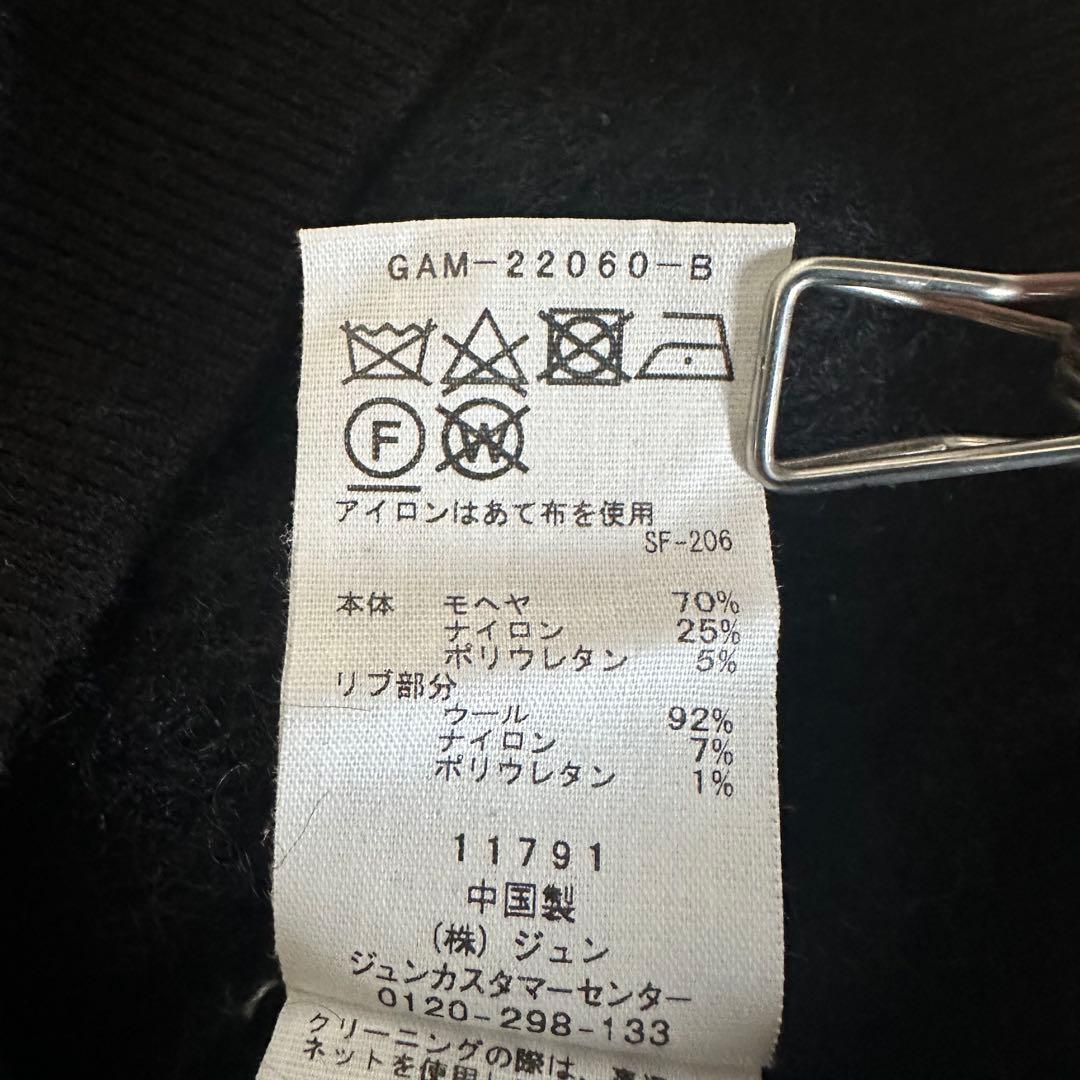 GAM-22060-B
F W
アイロンはあて布を使用
SF-206
本体 モヘヤ 70%
ナイロン 25%
ポリウレタン 5%
リブ部分
ウール 92%
ナイロン 7%
ポリウレタン 1%
11791
中国製
(株) ジュン
ジュンカスタマーセンター
0120-298-133
クリーニングの際は、裏返
ネットを使用し